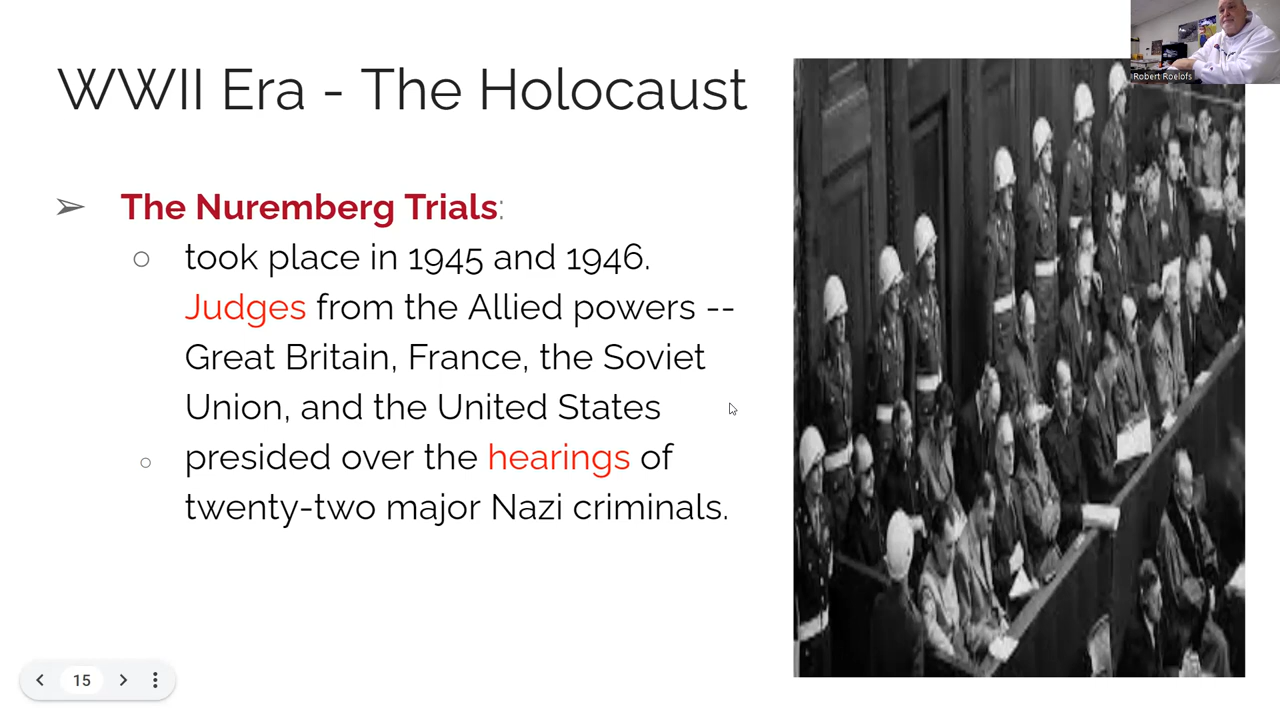 Robert Roelofs
WWII Era - The Holocaust
➢ The Nuremberg Trials:
○ took place in 1945 and 1946.
Judges from the Allied powers --
Great Britain, France, the Soviet
Union, and the United States
○ presided over the hearings of
twenty-two major Nazi criminals.
15